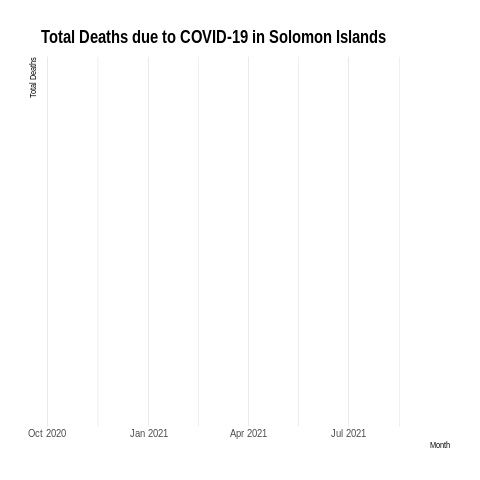 Total Deaths due to COVID-19 in Solomon Islands
Total Deaths
Oct 2020 Jan 2021 Apr 2021 Jul 2021
Month